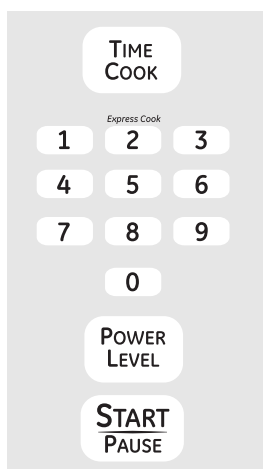 TIME
COOK
Express Cook
1 2 3
4 5 6
7 8 9
0
POWER
LEVEL
START
PAUSE